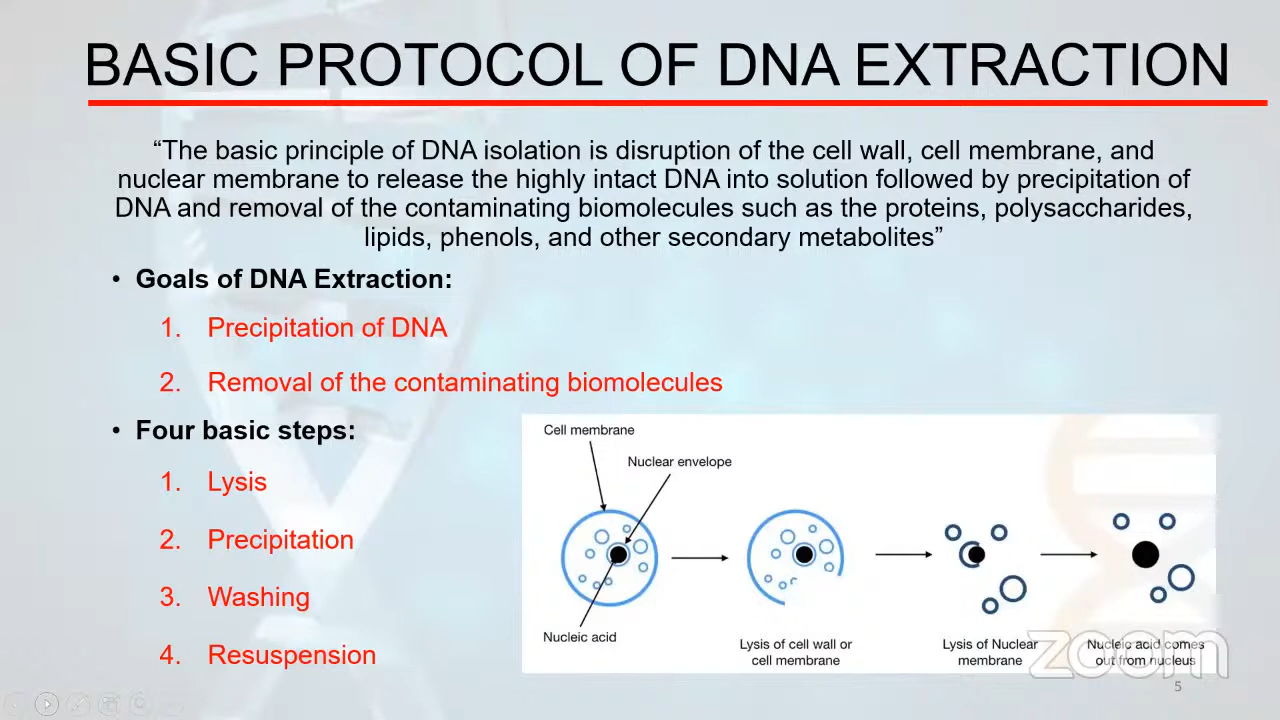 BASIC PROTOCOL OF DNA EXTRACTION
“The basic principle of DNA isolation is disruption of the cell wall, cell membrane, and
nuclear membrane to release the highly intact DNA into solution followed by precipitation of
DNA and removal of the contaminating biomolecules such as the proteins, polysaccharides,
lipids, phenols, and other secondary metabolites”
• Goals of DNA Extraction:
1. Precipitation of DNA
2. Removal of the contaminating biomolecules
• Four basic steps:
1. Lysis
2. Precipitation
3. Washing
4. Resuspension
Cell membrane
Nuclear envelope
Nucleic acid
Lysis of cell wall or
cell membrane
Lysis of Nuclear
membrane
Nucleic acid comes
out from nucleus
zoom
5